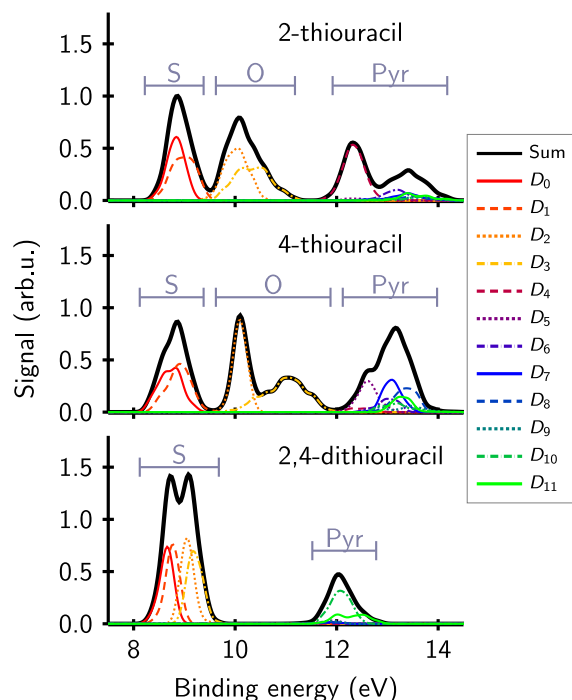 2-thiouracil
S O Pyr
1.5
1.0
0.5
0.0
4-thiouracil
S O Pyr
1.5
1.0
0.5
0.0
2,4-dithiouracil
S
Pyr
1.5
1.0
0.5
0.0
8 10 12 14
Binding energy (eV)
Signal (arb.u.)
Sum
D0
D1
D2
D3
D4
D5
D6
D7
D8
D9
D10
D11